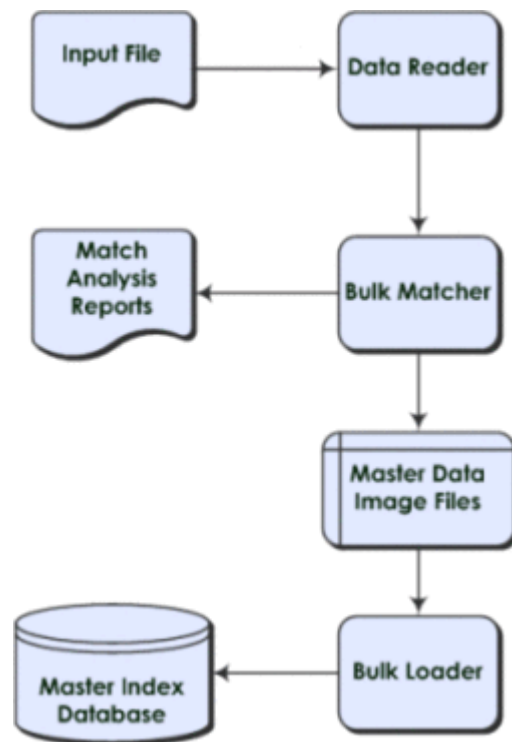 Input File
Data Reader
Match
Analysis
Reports
Bulk Matcher
Master Data
Image Files
Master Index
Database
Bulk Loader